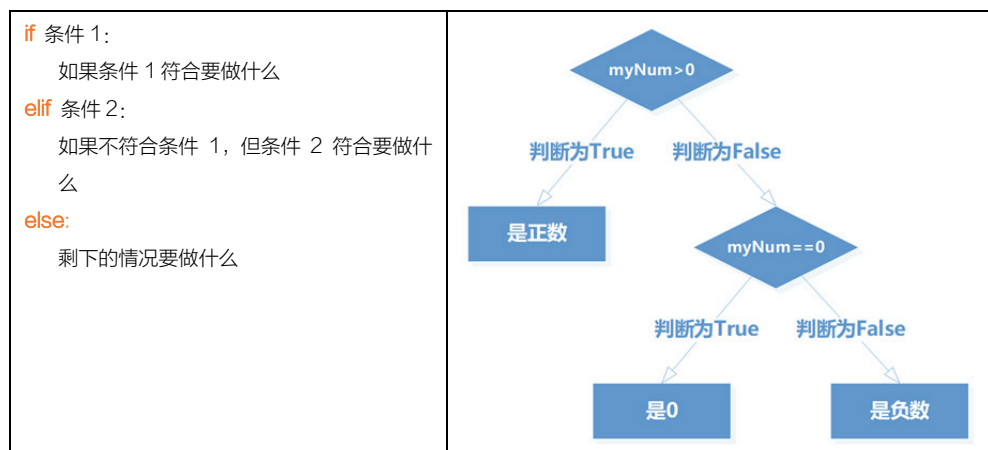 if 条件 1：
如果条件 1 符合要做什么
elif 条件 2：
如果不符合条件 1，但条件 2 符合要做什
么
else:
剩下的情况要做什么
myNum>0
判断为True 判断为False
是正数
myNum==0
判断为True 判断为False
是0 是负数